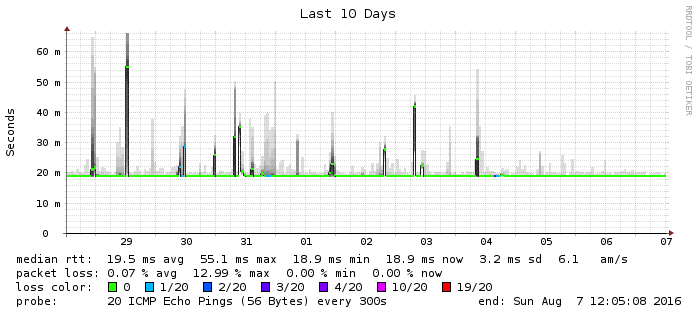 Last 10 Days
RRDTOOL / TOBI OETIKER
Seconds
60 m
50 m
40 m
30 m
20 m
10 m
0
29 30 31 01 02 03 04 05 06 07
median rtt: 19.5 ms avg 55.1 ms max 18.9 ms min 18.9 ms now 3.2 ms sd 6.1 am/s
packet loss: 0.07 % avg 12.99 % max 0.00 % min 0.00 % now
loss color: 0 1/20 2/20 3/20 4/20 10/20 19/20
probe: 20 ICMP Echo Pings (56 Bytes) every 300s end: Sun Aug 7 12:05:08 2016